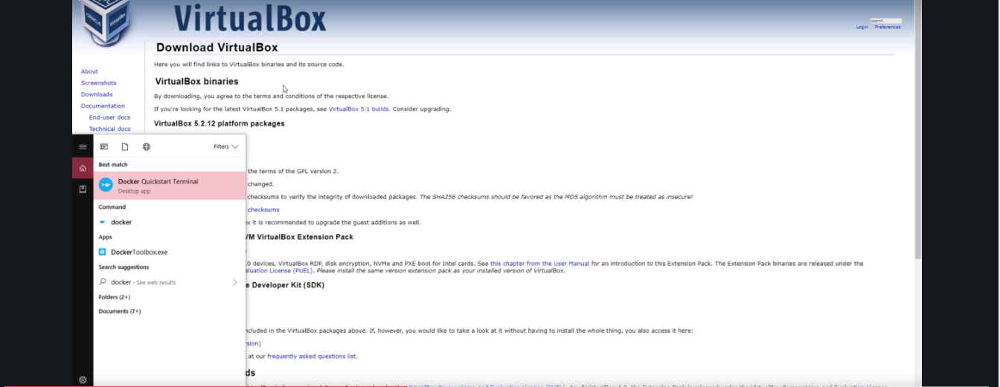 VirtualBox
search...
Login Preferences
Download VirtualBox
Here you will find links to VirtualBox binaries and its source code.
About
Screenshots
Downloads
Documentation
End-user docs
Technical docs
VirtualBox binaries
By downloading, you agree to the terms and conditions of the respective license.
If you're looking for the latest VirtualBox 5.1 packages, see VirtualBox 5.1 builds. Consider upgrading.
VirtualBox 5.2.12 platform packages
the terms of the GPL version 2.
changed.
checksums to verify the integrity of downloaded packages. The SHA256 checksums should be favored as the MD5 algorithm must be treated as insecure!
checksums
it is recommended to upgrade the guest additions as well.
VM VirtualBox Extension Pack
.0 devices, VirtualBox RDP, disk encryption, NVMe and PXE boot for Intel cards. See this chapter from the User Manual for an introduction to this Extension Pack. The Extension Pack binaries are released under the
aluation License (PUEL). Please install the same version extension pack as your installed version of VirtualBox.
e Developer Kit (SDK)
ncluded in the VirtualBox packages above. If, however, you would like to take a look at it without having to install the whole thing, you also access it here:
rsion)
at our frequently asked questions list.
ds
Filters
Best match
Docker Quickstart Terminal
Desktop app
Command
docker
Apps
DockerToolbox.exe
Search suggestions
docker - See web results
Folders (2+)
Documents (7+)